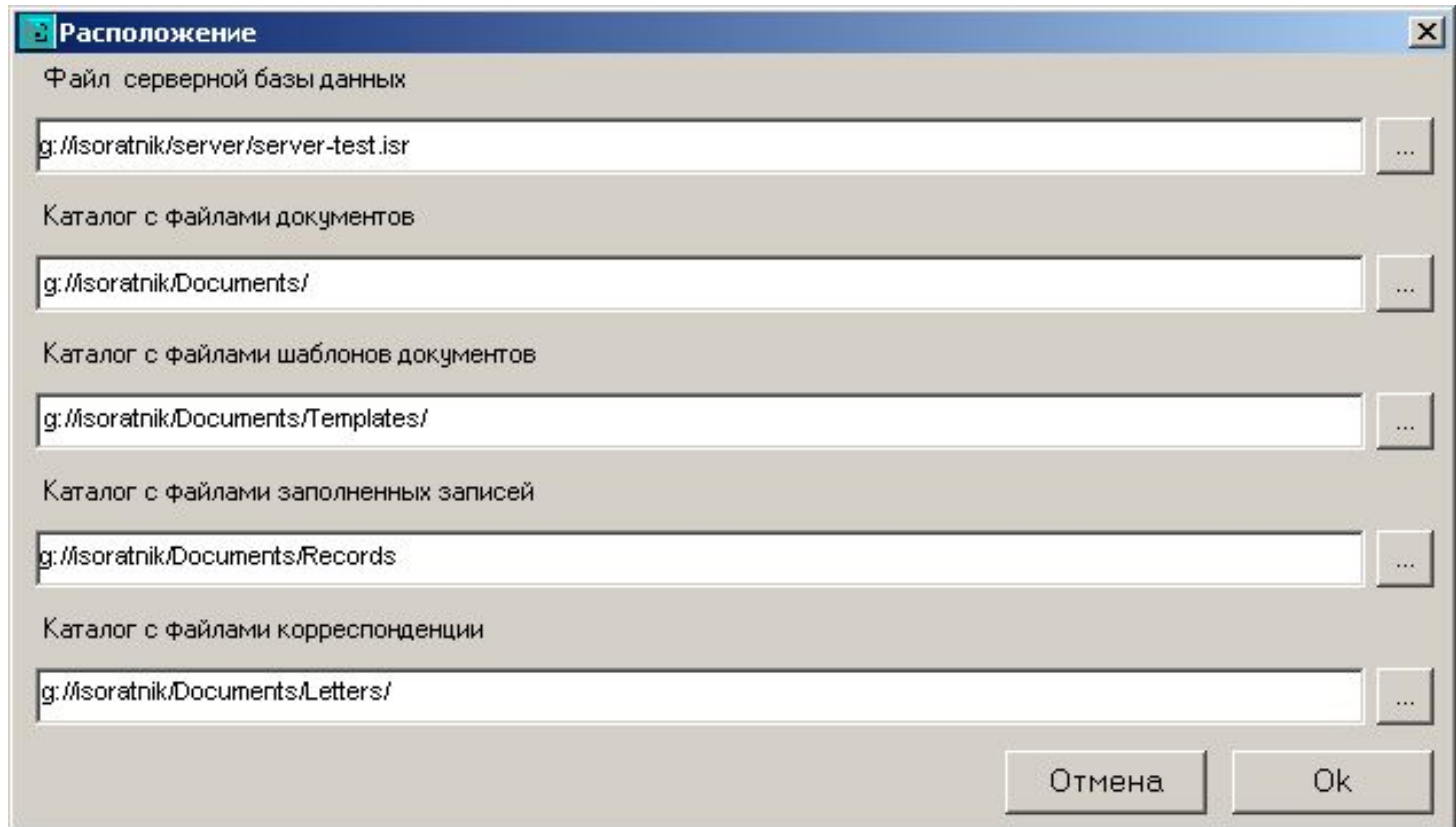 Расположение
Файл серверной базы данных
g://isoratnik/server/server-test.isr
...
Каталог с файлами документов
g://isoratnik/Documents/
...
Каталог с файлами шаблонов документов
g://isoratnik/Documents/Templates/
...
Каталог с файлами заполненных записей
g://isoratnik/Documents/Records
...
Каталог с файлами корреспонденции
g://isoratnik/Documents/Letters/
...
Отмена Ok